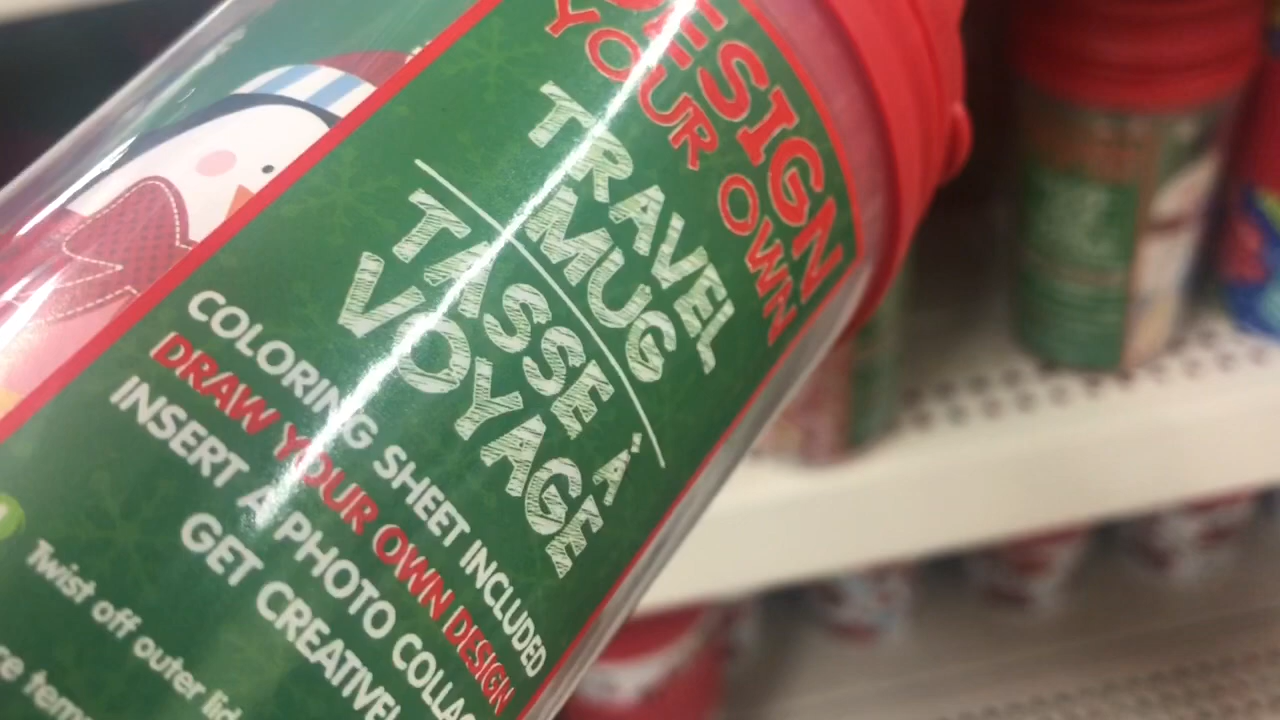 DESIGN
YOUR OWN
TRAVEL
MUG
TASSE À
VOYAGE
COLORING SHEET INCLUDED
DRAW YOUR OWN DESIGN
INSERT A PHOTO
GET CREATIVE
Twist off outer lid